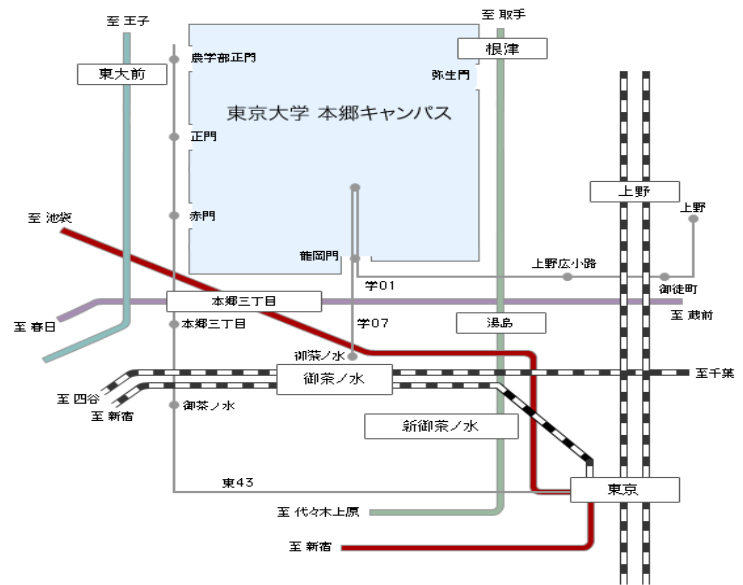 至 王子
至 取手
根津
農学部正門
東大前
弥生門
東京大学 本郷キャンパス
正門
上野
上野
赤門
至 池袋
龍岡門
上野広小路
学01
御徒町
本郷三丁目
至 蔵前
至 春日
本郷三丁目
学07
湯島
御茶ノ水
御茶ノ水
至千葉
至 四谷
至 新宿
御茶ノ水
新御茶ノ水
東43
東京
至 代々木上原
至 新宿